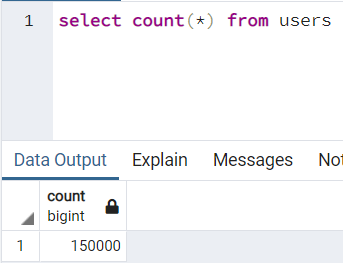 1 select count(*) from users
Data Output Explain Messages Not
count
bigint
1 150000